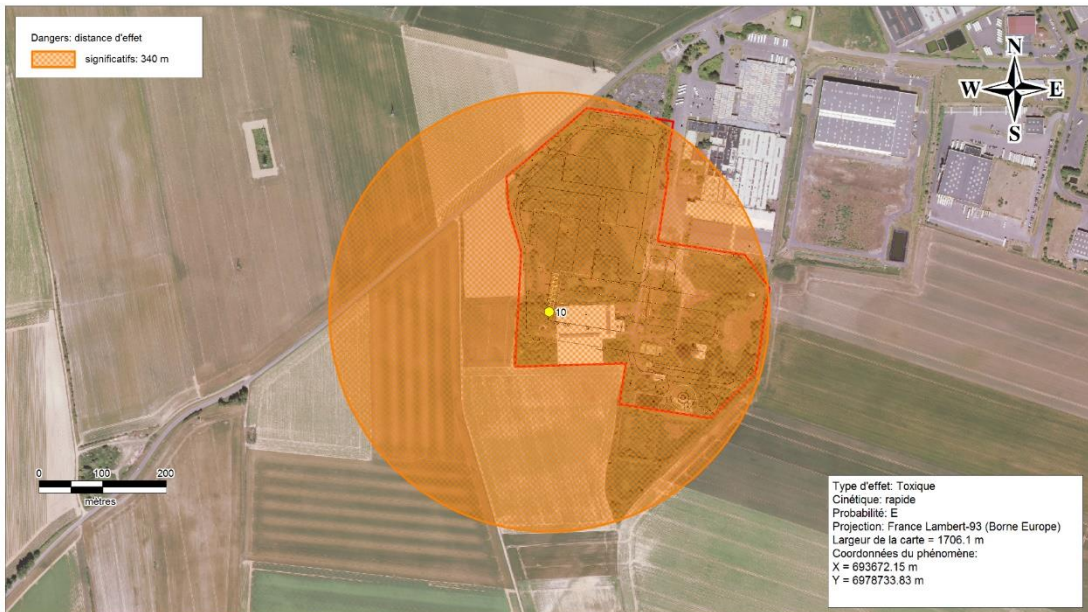 Dangers: distance d'effet
significatifs: 340 m
N
W E
S
10
0 100 200
mètres
Type d'effet: Toxique
Cinétique: rapide
Probabilité: E
Projection: France Lambert-93 (Borne Europe)
Largeur de la carte = 1706.1 m
Coordonnées du phénomène:
X = 693672.15 m
Y = 6978733.83 m